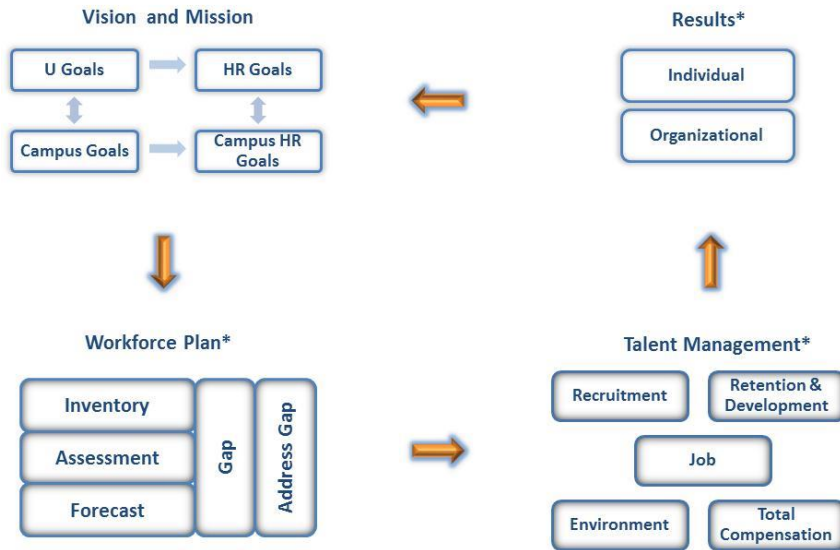 Vision and Mission
U Goals
HR Goals
Campus Goals
Campus HR
Goals
Results*
Individual
Organizational
Workforce Plan*
Inventory
Assessment
Forecast
Gap
Address Gap
Talent Management*
Recruitment
Retention &
Development
Job
Environment
Total
Compensation